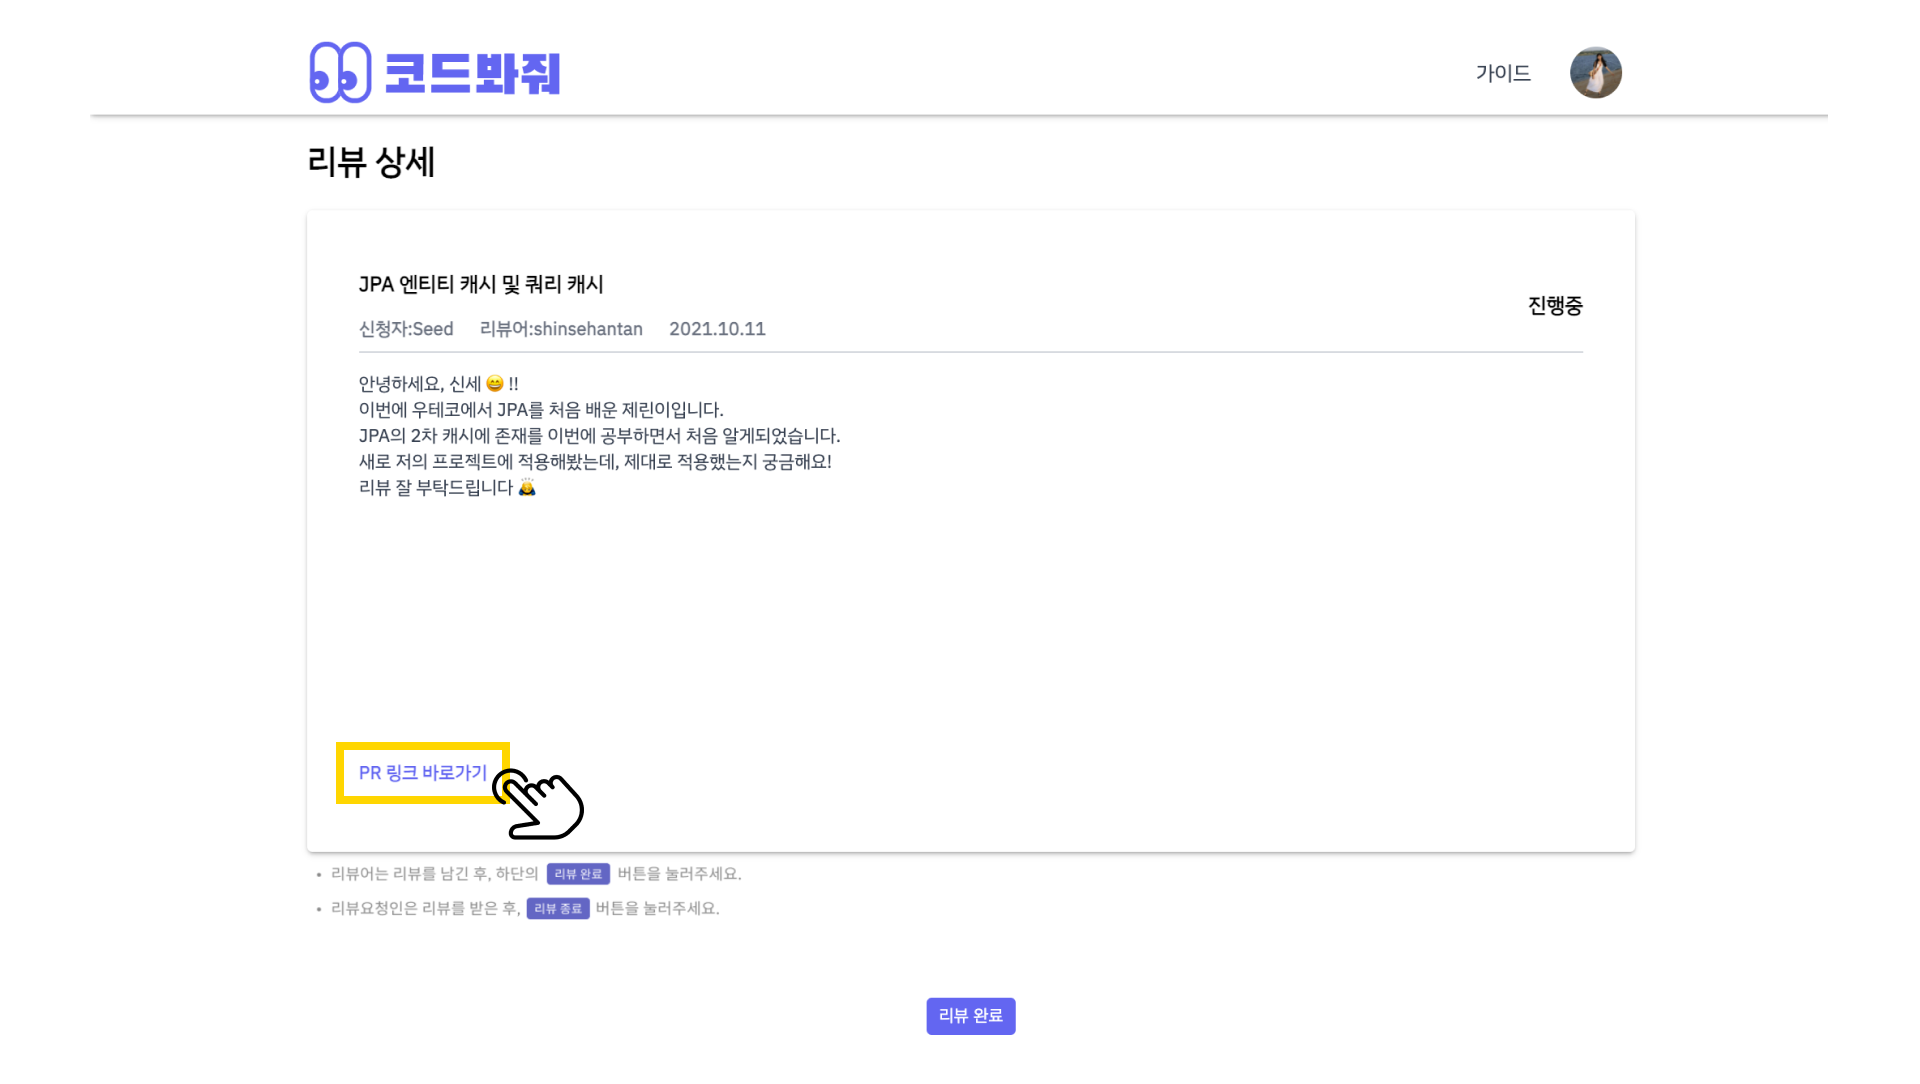 코드봐줘
가이드
리뷰 상세
JPA 엔티티 캐시 및 쿼리 캐시
진행중
신청자:Seed 리뷰어:shinsehantan 2021.10.11
안녕하세요, 신세 😄 !!
이번에 우테코에서 JPA를 처음 배운 제린이입니다.
JPA의 2차 캐시에 존재를 이번에 공부하면서 처음 알게되었습니다.
새로 저의 프로젝트에 적용해봤는데, 제대로 적용했는지 궁금해요!
리뷰 잘 부탁드립니다 🙇
PR 링크 바로가기
• 리뷰어는 리뷰를 남긴 후, 하단의 리뷰 완료 버튼을 눌러주세요.
• 리뷰요청인은 리뷰를 받은 후, 리뷰 종료 버튼을 눌러주세요.
리뷰 완료